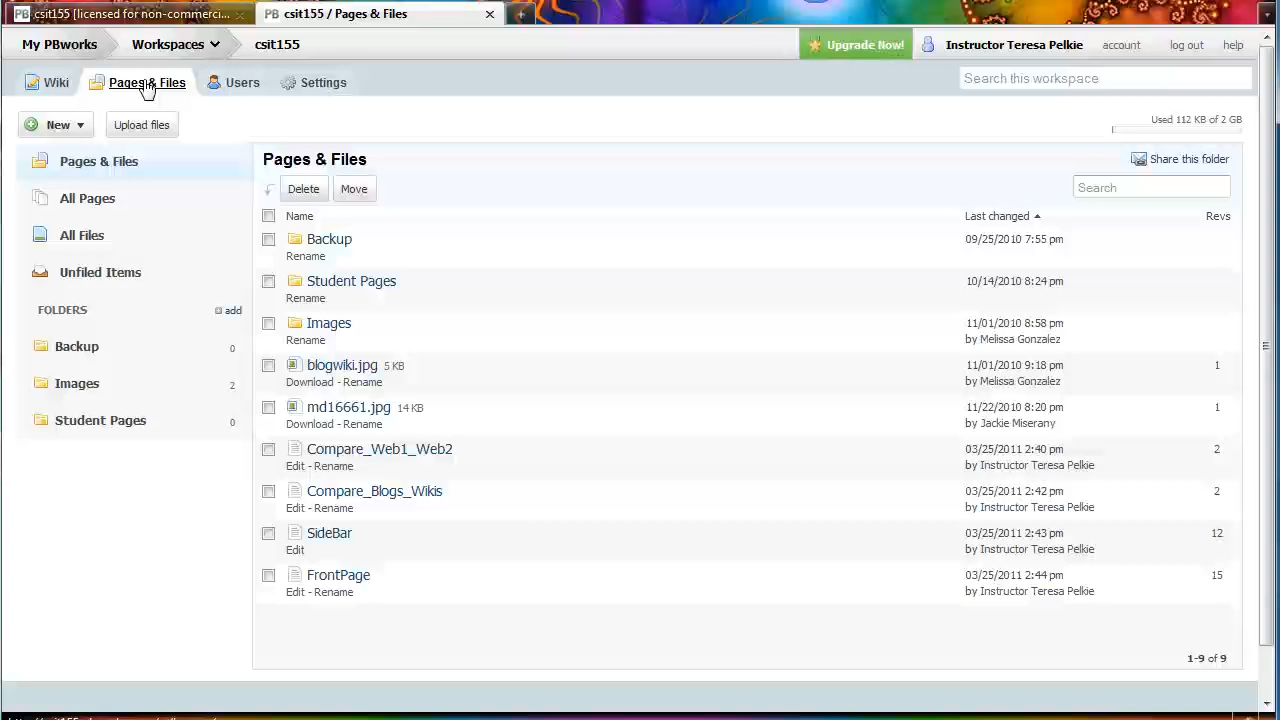 PB csit155 [licensed for non-commerci...
PB csit155 / Pages & Files
My PBworks Workspaces csit155 Upgrade Now! Instructor Teresa Pelkie account log out help
Wiki Pages & Files Users Settings Search this workspace
New Upload files Used 112 KB of 2 GB
Pages & Files
All Pages
All Files
Unfiled Items
FOLDERS add
Backup 0
Images 2
Student Pages 0
Pages & Files Share this folder
Delete Move Search
Name Last changed Revs
Backup 09/25/2010 7:55 pm
Rename
Student Pages 10/14/2010 8:24 pm
Rename
Images 11/01/2010 8:58 pm
Rename by Melissa Gonzalez
blogwiki.jpg 5 KB 11/01/2010 9:18 pm 1
Download - Rename by Melissa Gonzalez
md16661.jpg 14 KB 11/22/2010 8:20 pm 1
Download - Rename by Jackie Miserany
Compare_Web1_Web2 03/25/2011 2:40 pm 2
Edit - Rename by Instructor Teresa Pelkie
Compare_Blogs_Wikis 03/25/2011 2:42 pm 2
Edit - Rename by Instructor Teresa Pelkie
SideBar 03/25/2011 2:43 pm 12
Edit by Instructor Teresa Pelkie
FrontPage 03/25/2011 2:44 pm 15
Edit - Rename by Instructor Teresa Pelkie
1-9 of 9